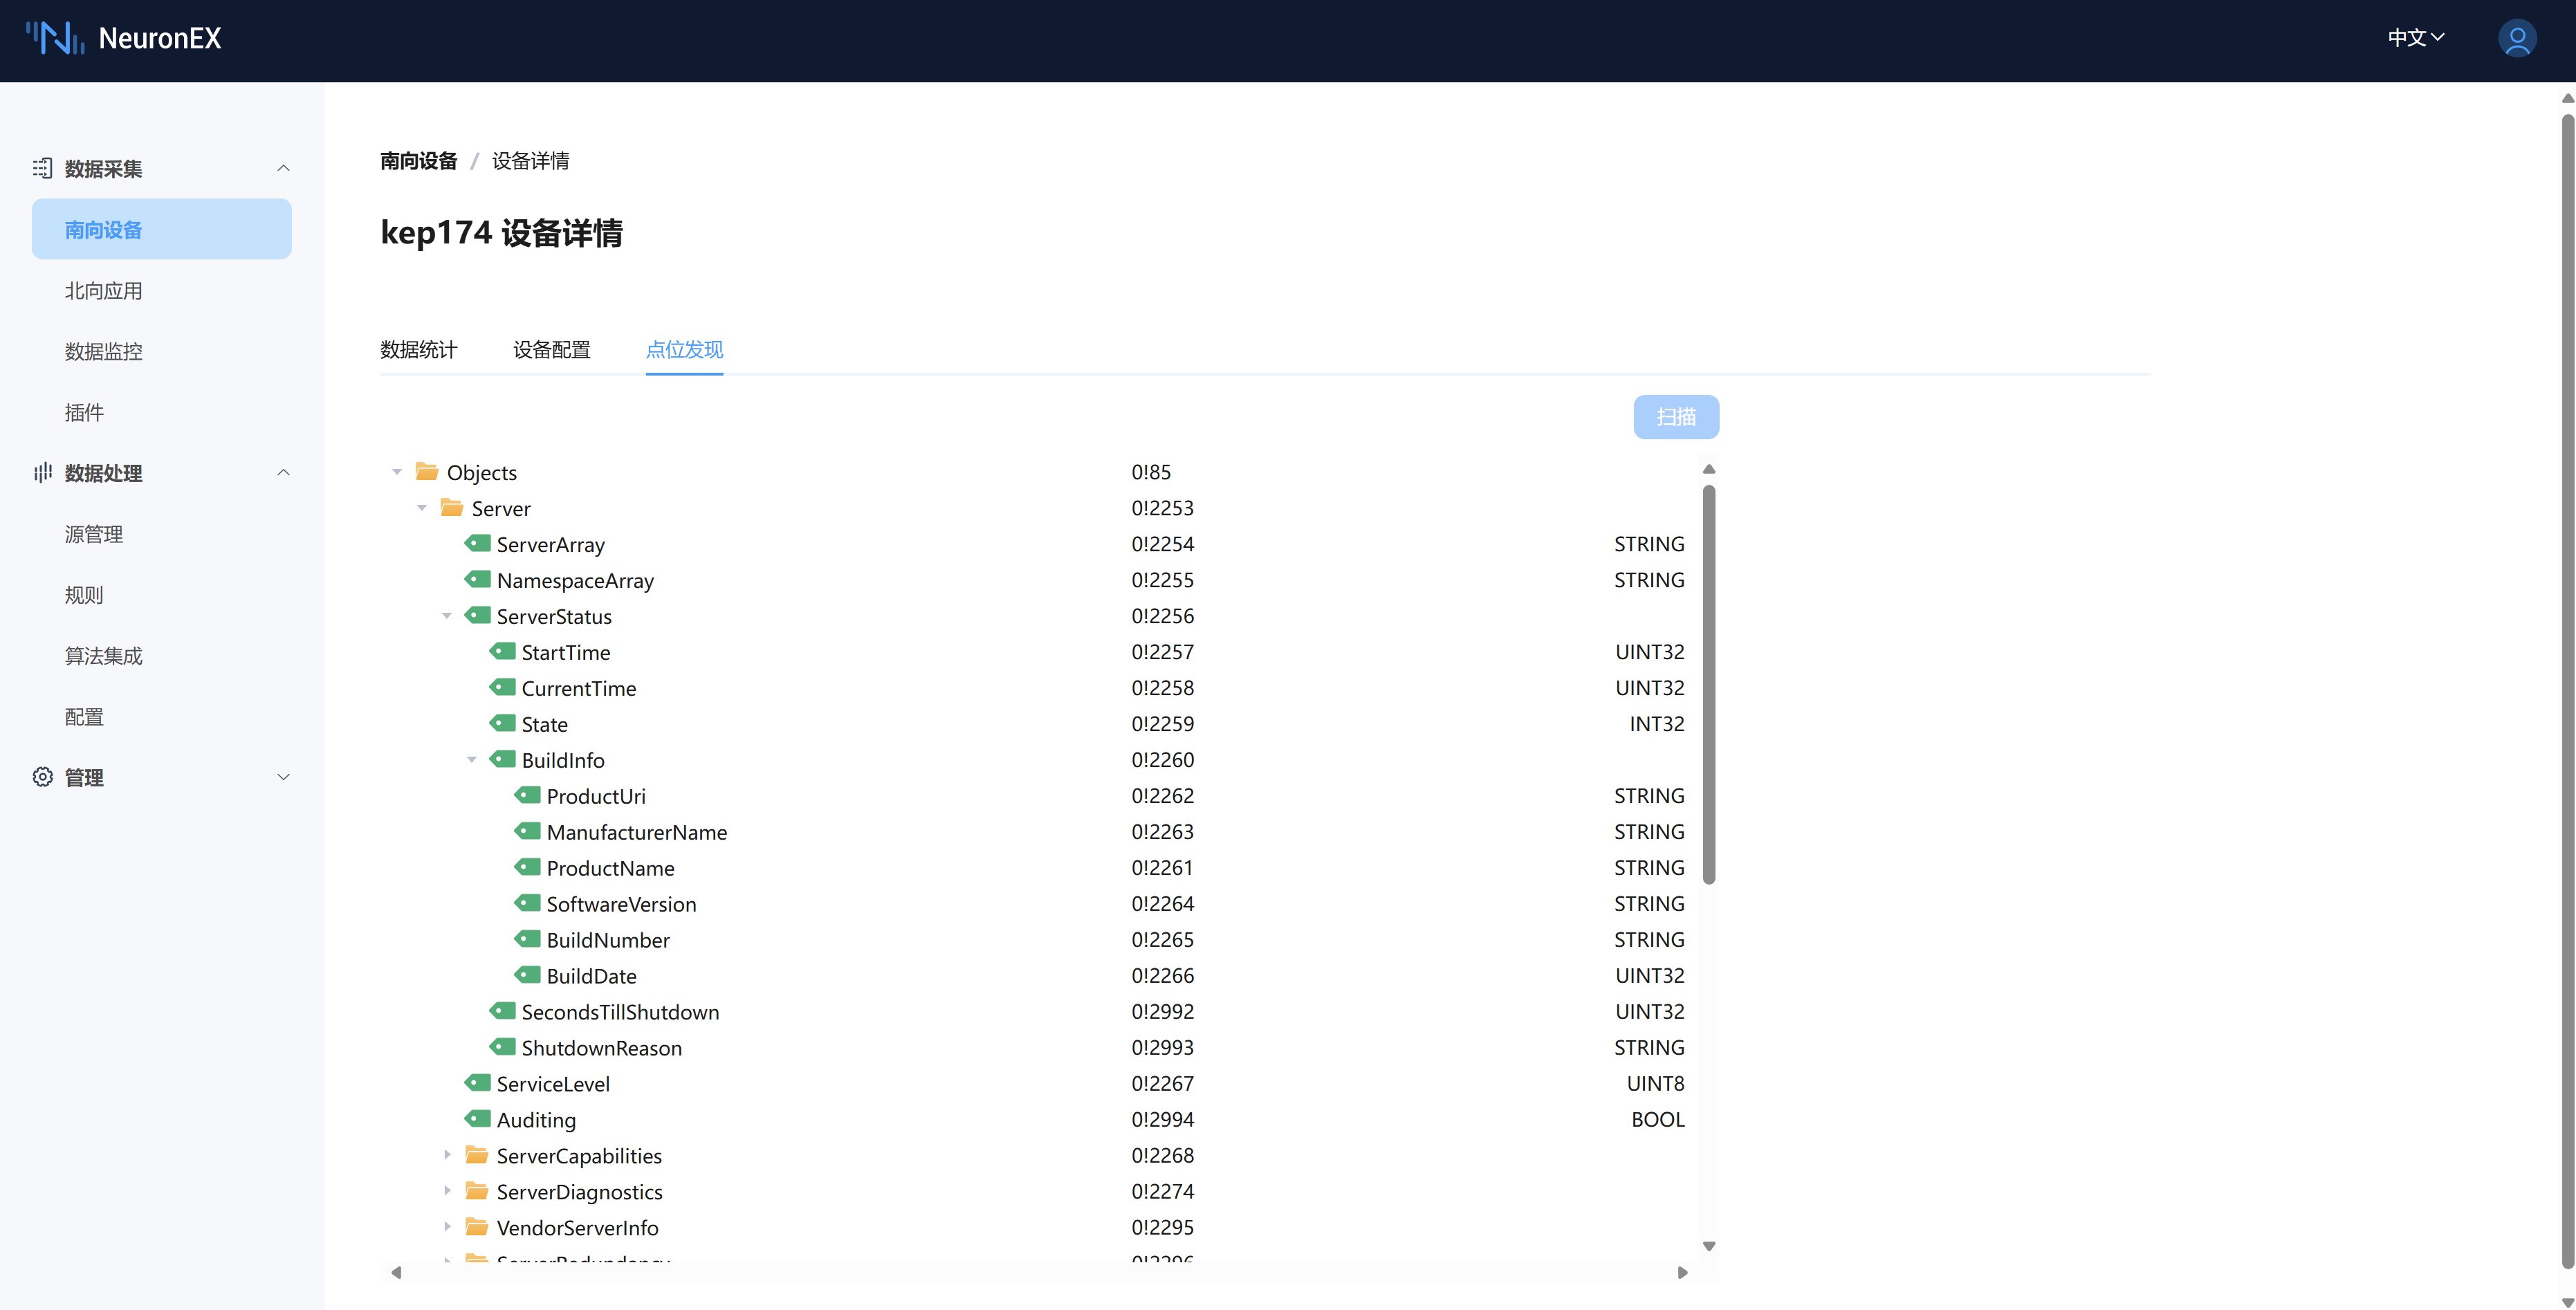 NeuronEX
中文
数据采集
南向设备
北向应用
数据监控
插件
数据处理
源管理
规则
算法集成
配置
管理
南向设备 / 设备详情
kep174 设备详情
数据统计 设备配置 点位发现
扫描
Objects 0!85
Server 0!2253
ServerArray 0!2254 STRING
NamespaceArray 0!2255 STRING
ServerStatus 0!2256
StartTime 0!2257 UINT32
CurrentTime 0!2258 UINT32
State 0!2259 INT32
BuildInfo 0!2260
ProductUri 0!2262 STRING
ManufacturerName 0!2263 STRING
ProductName 0!2261 STRING
SoftwareVersion 0!2264 STRING
BuildNumber 0!2265 STRING
BuildDate 0!2266 UINT32
SecondsTillShutdown 0!2992 UINT32
ShutdownReason 0!2993 STRING
ServiceLevel 0!2267 UINT8
Auditing 0!2994 BOOL
ServerCapabilities 0!2268
ServerDiagnostics 0!2274
VendorServerInfo 0!2295
ServerRedundancy 0!2296